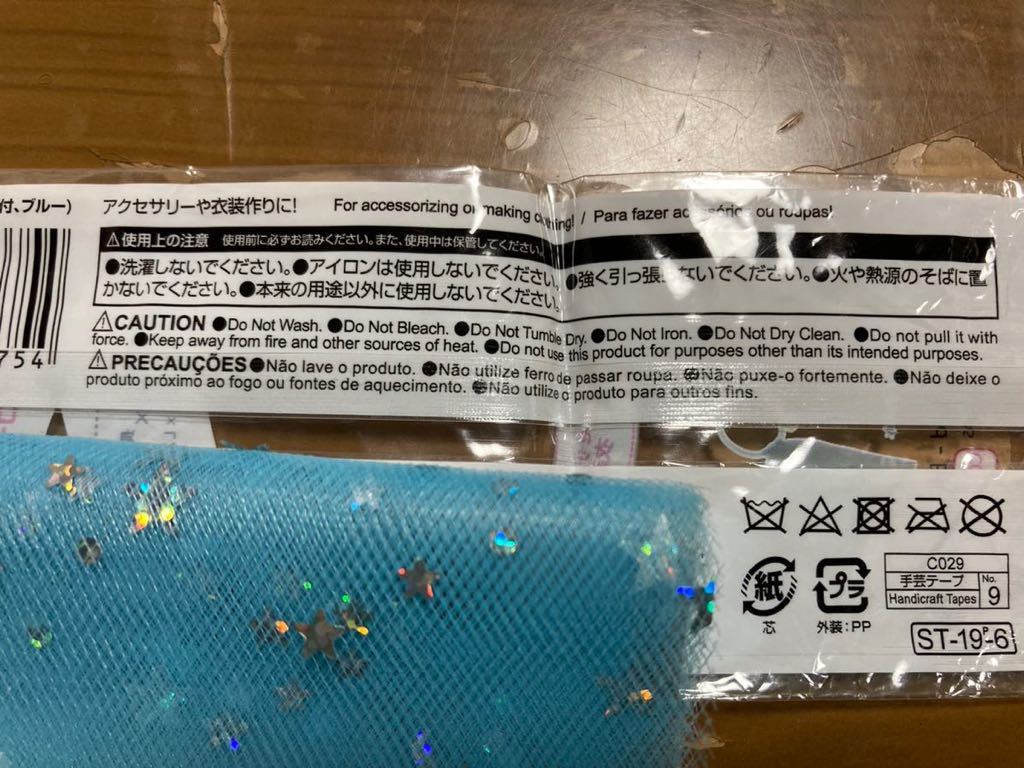 付、ブルー) アクセサリーや衣装作りに! For accessorizing or making clothing! / Para fazer acessórios ou roupas!
⚠使用上の注意 使用前に必ずお読みください。また、使用中は保管してください。
●洗濯しないでください。●アイロンは使用しないでください。●強く引っ張らないでください。●火や熱源のそばに置
かないでください。●本来の用途以外に使用しないでください。
⚠CAUTION ●Do Not Wash. ●Do Not Bleach. ●Do Not Tumble Dry. ●Do Not Iron. ●Do Not Dry Clean. ●Do not pull it with
force. ●Keep away from fire and other sources of heat. ●Do not use this product for purposes other than its intended purposes.
754
⚠PRECAUÇÕES●Não lave o produto. ●Não utilize ferro de passar roupa. ●Não puxe-o fortemente. ●Não deixe o
produto próximo ao fogo ou fontes de aquecimento. ●Não utilize o produto para outros fins.
紙
芯
プラ
外装:PP
C029
手芸テープ
Handicraft Tapes
No.
9
ST-19-P-6